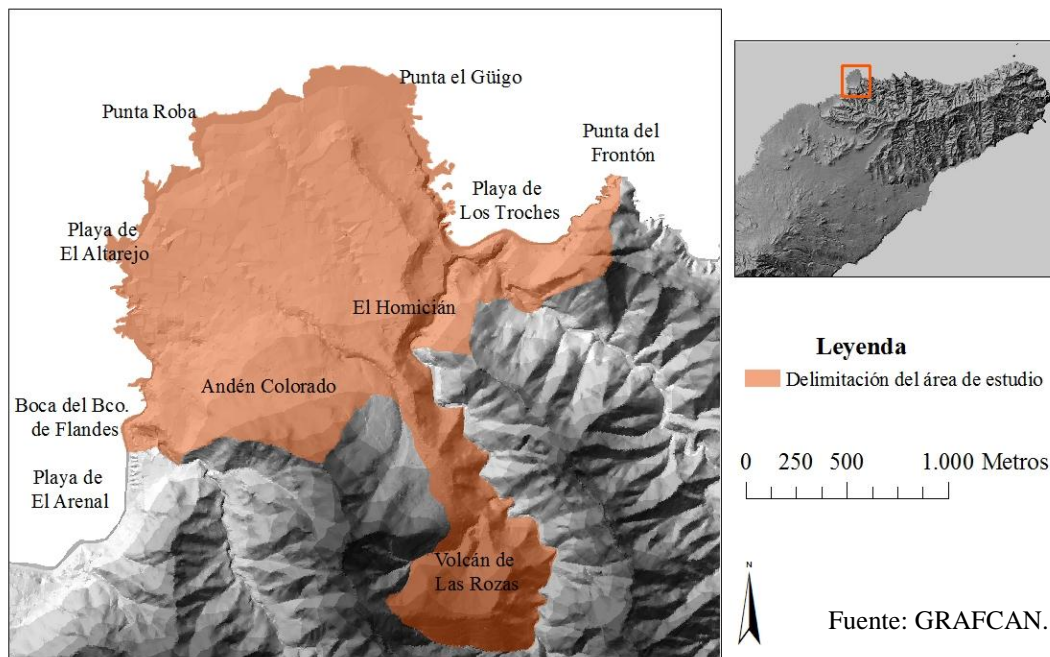 Punta el Güigo
Punta Roba
Punta del
Frontón
Playa de
Los Troches
Playa de
El Altarejo
El Homicián
Andén Colorado
Boca del Bco.
de Flandes
Playa de
El Arenal
Volcán de
Las Rozas
Leyenda
Delimitación del área de estudio
0 250 500 1.000 Metros
N
Fuente: GRAFCAN.